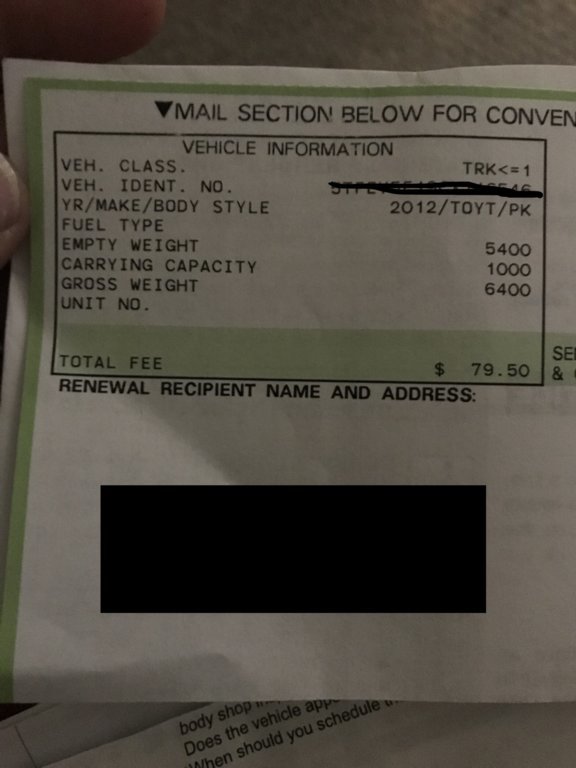 ▼MAIL SECTION BELOW FOR CONVEN
VEHICLE INFORMATION
VEH. CLASS. TRK<=1
VEH. IDENT. NO.
YR/MAKE/BODY STYLE 2012/TOYT/PK
FUEL TYPE
EMPTY WEIGHT 5400
CARRYING CAPACITY 1000
GROSS WEIGHT 6400
UNIT NO.
TOTAL FEE $ 79.50
SE
&
RENEWAL RECIPIENT NAME AND ADDRESS:
body shop
Does the vehicle app
When should you schedule